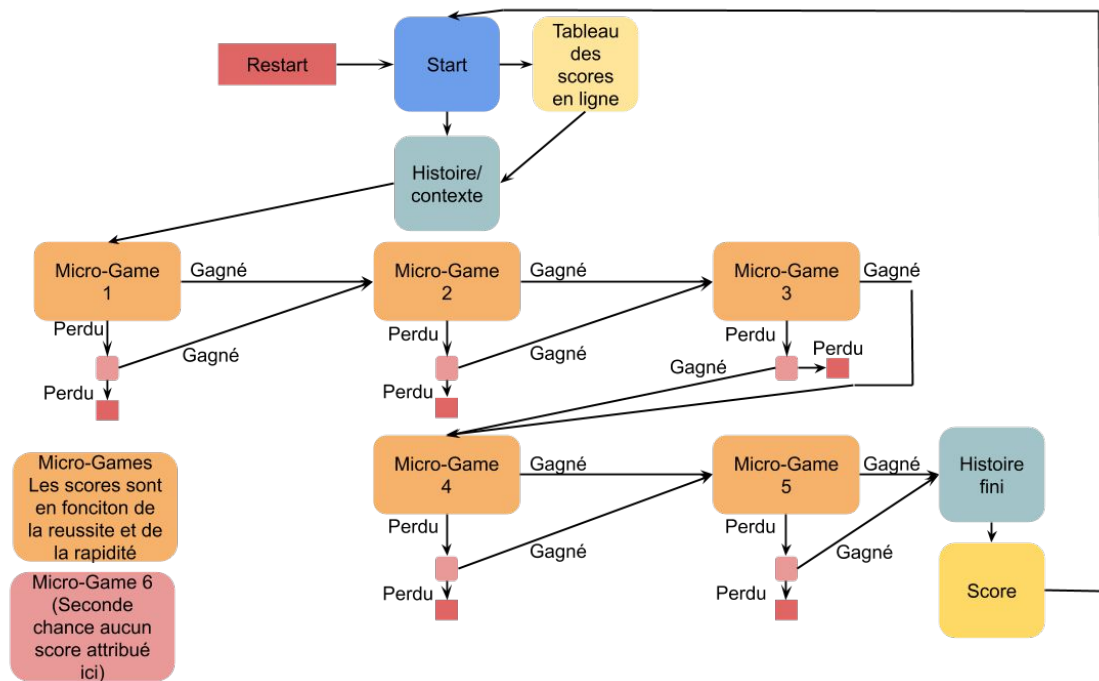 Restart
Start
Tableau
des
scores
en ligne
Histoire/
contexte
Micro-Game
1
Gagné
Micro-Game
2
Gagné
Micro-Game
3
Gagné
Perdu
Gagné
Perdu
Perdu
Gagné
Perdu
Perdu
Gagné
Perdu
Micro-Games
Les scores sont
en fonciton de
la reussite et de
la rapidité
Micro-Game
4
Gagné
Micro-Game
5
Gagné
Histoire
fini
Perdu
Gagné
Perdu
Perdu
Gagné
Perdu
Score
Micro-Game 6
(Seconde
chance aucun
score attribué
ici)